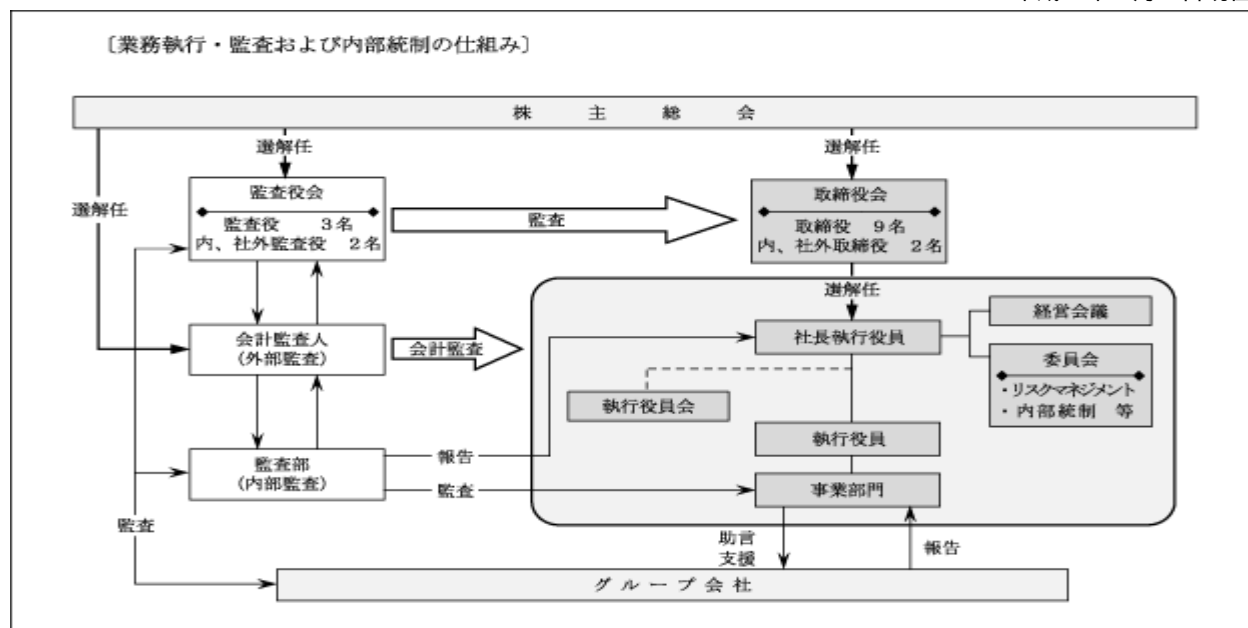 〔業務執行・監査および内部統制の仕組み〕
株主総会
選解任
選解任
選解任
監査役会
監査役 3名
内、社外監査役 2名
監査
取締役会
取締役 9名
内、社外取締役 2名
選解任
会計監査人
(外部監査)
会計監査
社長執行役員
経営会議
委員会
・リスクマネジメント
・内部統制 等
執行役員会
執行役員
監査部
(内部監査)
報告
監査
事業部門
監査
助言
支援
報告
グループ会社